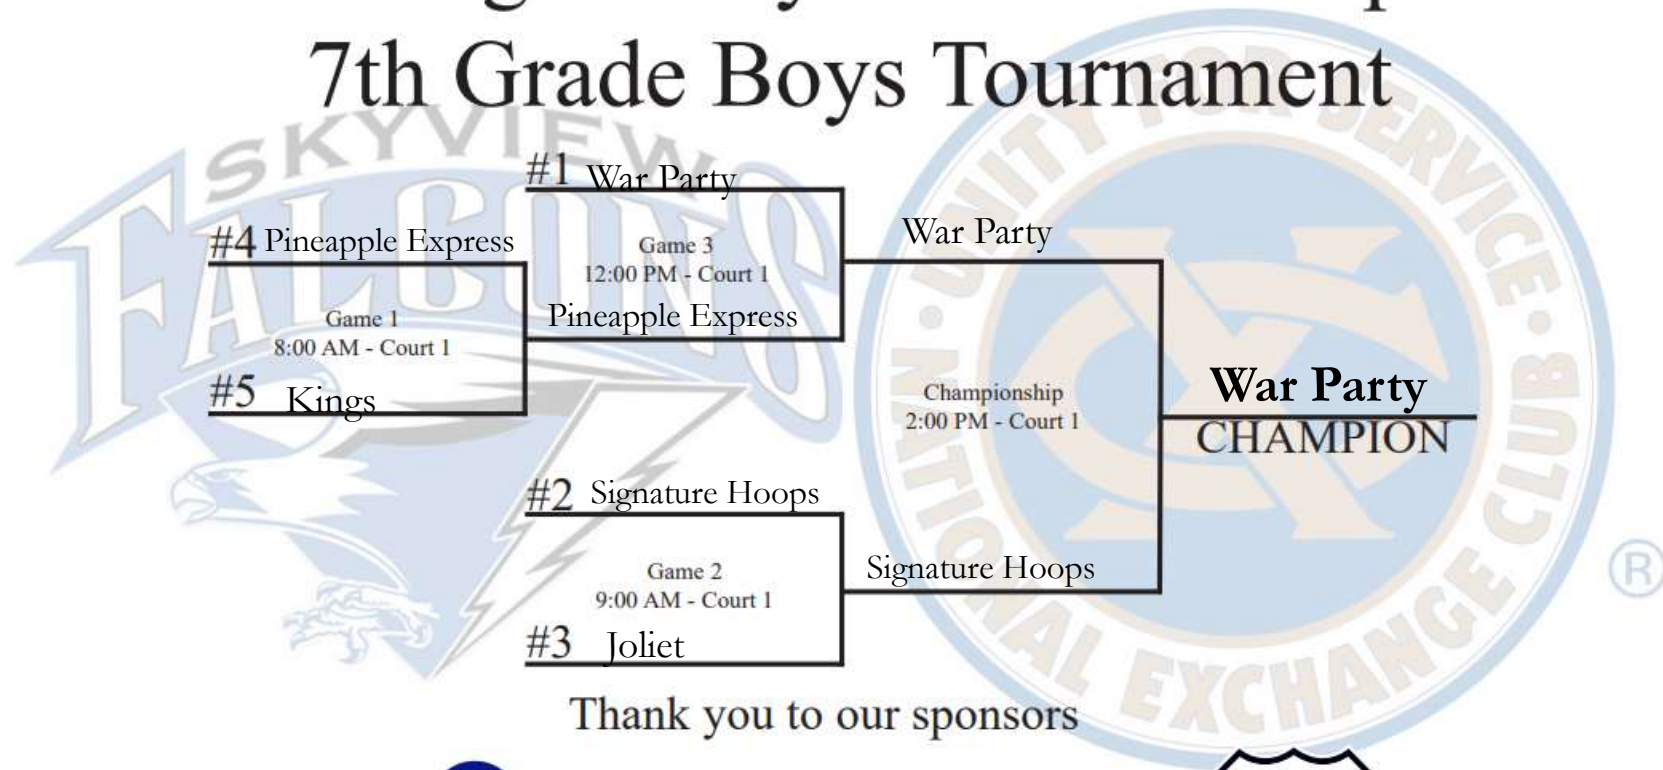 7th Grade Boys Tournament
SKYVIEW
FALCONS
#1 War Party
#4 Pineapple Express
Game 3
12:00 PM - Court 1
War Party
Game 1
8:00 AM - Court 1
Pineapple Express
#5 Kings
Championship
2:00 PM - Court 1
War Party
CHAMPION
#2 Signature Hoops
Game 2
9:00 AM - Court 1
Signature Hoops
#3 Joliet
UNITY FOR SERVICE
NATIONAL EXCHANGE CLUB
®
Thank you to our sponsors